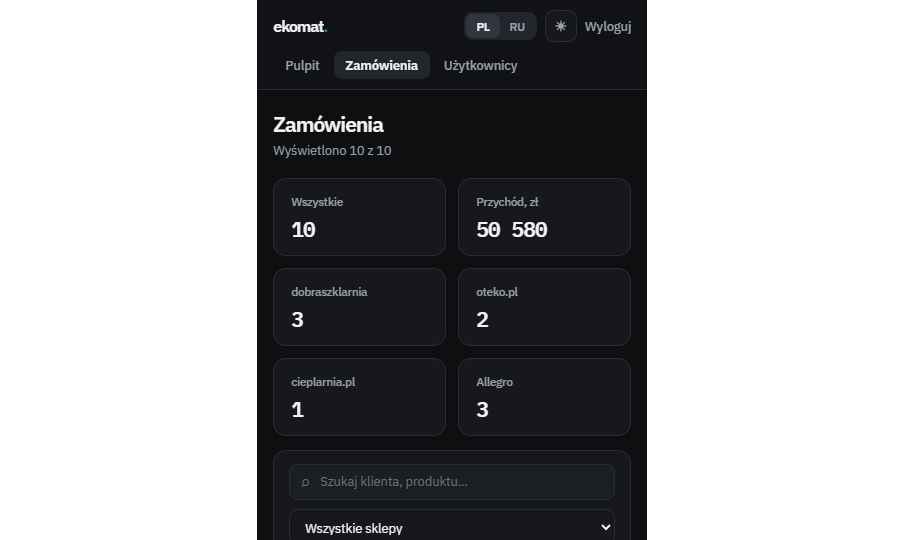 ekomat.
PL RU ☀ Wyloguj
Pulpit Zamówienia Użytkownicy
Zamówienia
Wyświetlono 10 z 10
Wszystkie
10
Przychód, zł
50 580
dobraszklarnia
3
oteko.pl
2
cieplarnia.pl
1
Allegro
3
Szukaj klienta, produktu...
Wszystkie sklepy